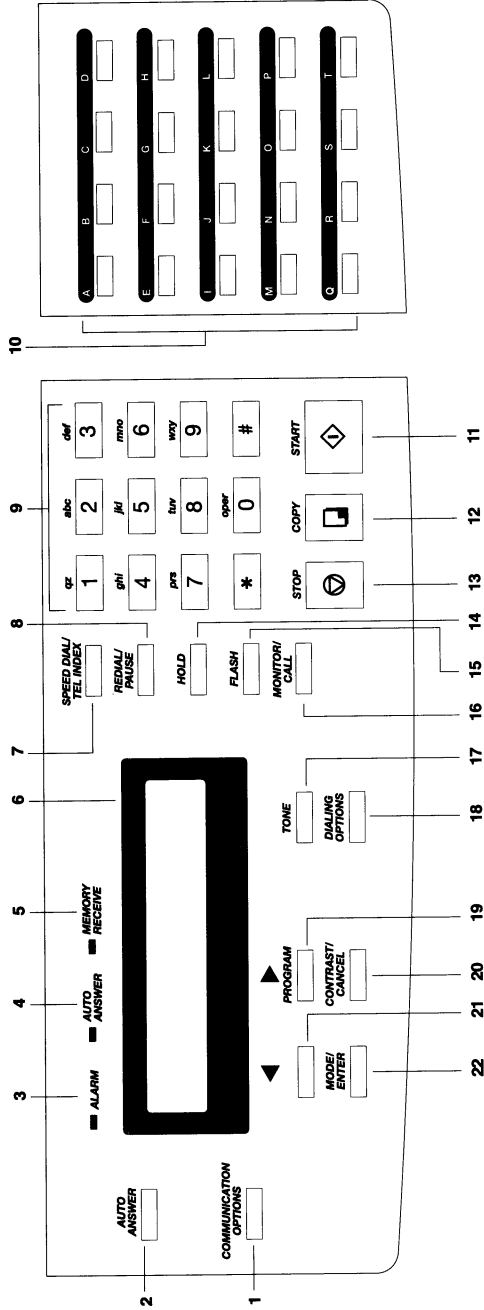 3 4 5 6 7 8 9 10
ALARM
AUTO
ANSWER
MEMORY
RECEIVE
SPEED DIAL/
TEL INDEX
REDIAL/
PAUSE
HOLD
FLASH
MONITOR/
CALL
qz abc def
1 2 3
ghi jkl mno
4 5 6
prs tuv wxy
7 8 9
oper
* 0 #
STOP COPY START
A B C D
E F G H
I J K L
M N O P
Q R S T
2
AUTO
ANSWER
1
COMMUNICATION
OPTIONS
◄ ►
PROGRAM
MODE/
ENTER
CONTRAST/
CANCEL
TONE
DIALING
OPTIONS
22 21 20 19 18 17 16 15 14 13 12 11